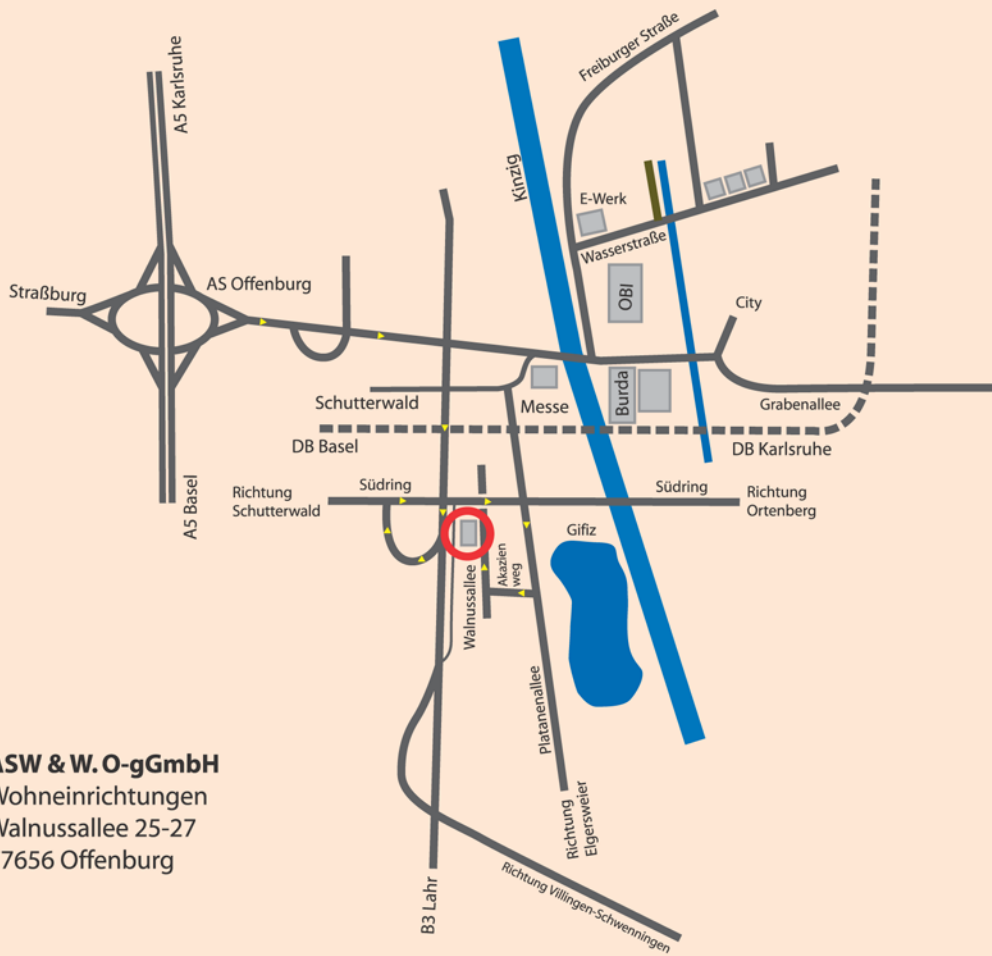 Freiburger Straße
A5 Karlsruhe
Kinzig
E-Werk
Wasserstraße
Straßburg
AS Offenburg
OBI
City
Schutterwald
Messe
Burda
Grabenallee
DB Basel
DB Karlsruhe
A5 Basel
Richtung
Schutterwald
Südring
Südring
Richtung
Ortenberg
Gifiz
Akazien
weg
Walnussallee
Platanenallee
Richtung
Elgersweier
ASW & W. O-gGmbH
Wohneinrichtungen
Walnussallee 25-27
7656 Offenburg
B3 Lahr
Richtung Villingen-Schwenningen